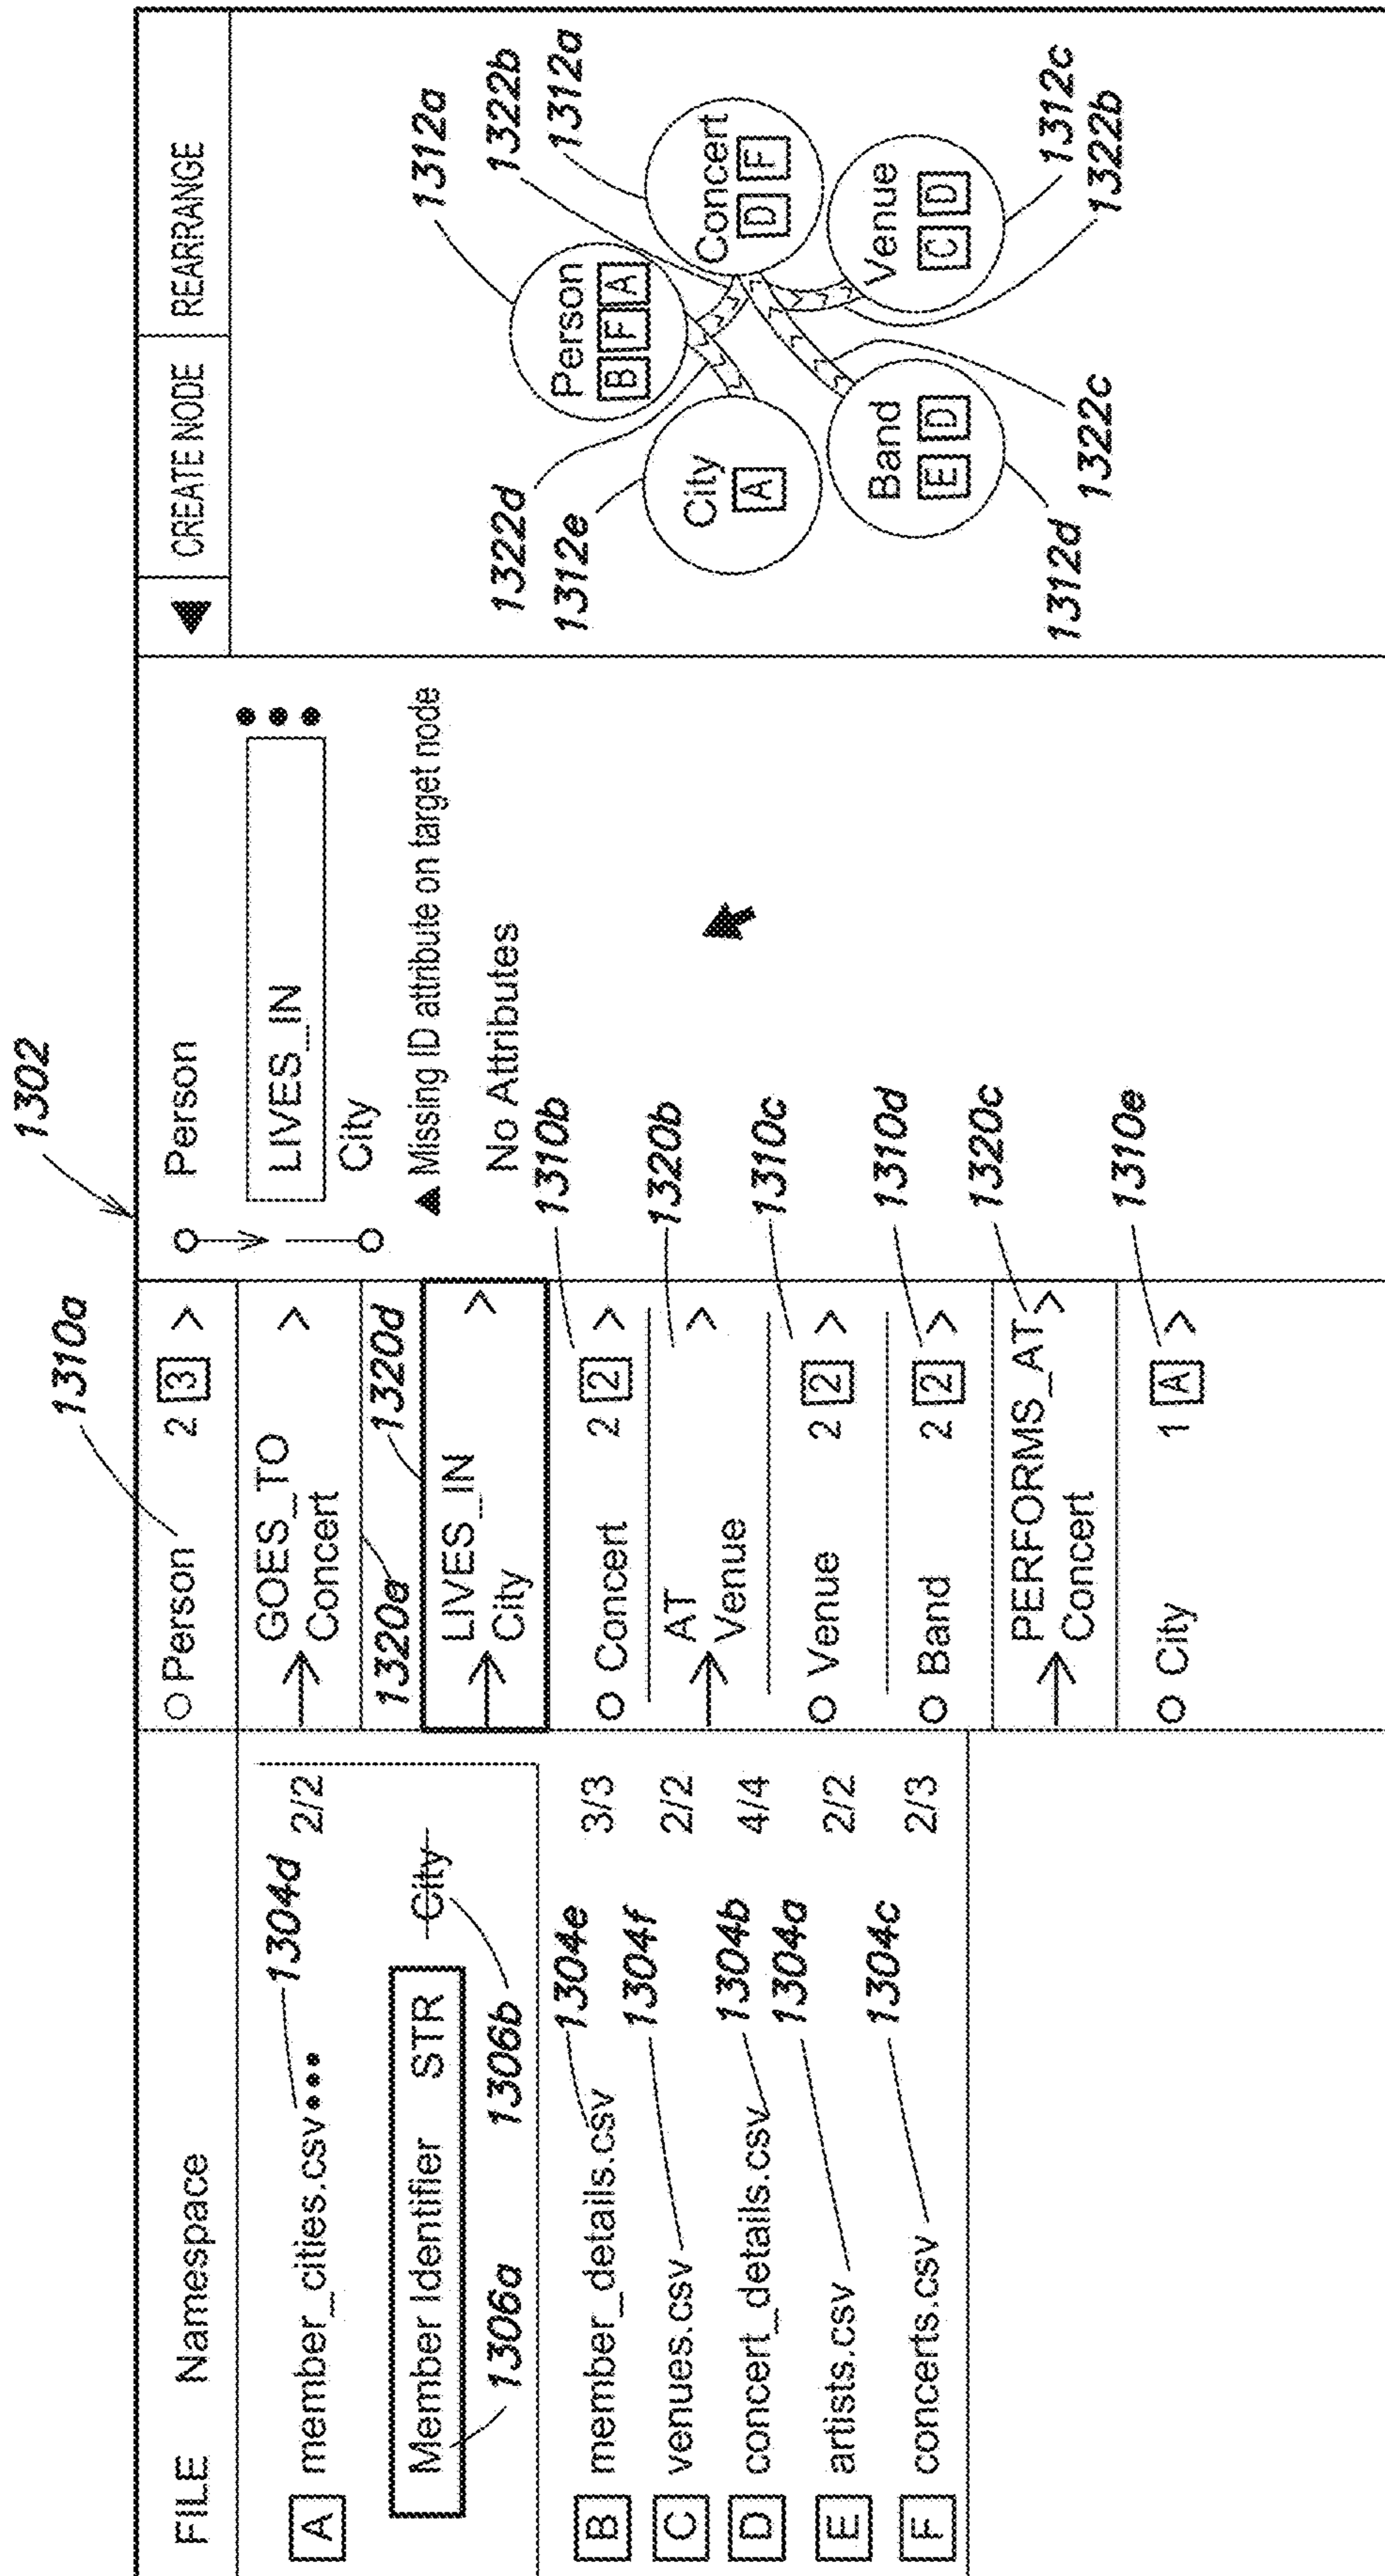 1302
FILE Namespace
A member_cities.csv••• 2/2
1304d
Member Identifier STR
City
1306a
1306b
B member_details.csv 3/3
1304e
C venues.csv 2/2
1304f
D concert_details.csv 4/4
1304b
E artists.csv 2/2
1304a
F concerts.csv 2/3
1304c
1310a
Person 2 3 >
GOES_TO >
Concert
1320a
1320d
LIVES_IN >
City
Concert 2 2 >
1310b
AT >
Venue
1320b
Venue 2 2 >
1310c
Band 2 2 >
1310d
PERFORMS_AT >
Concert
1320c
City 1 A >
1310e
Person
LIVES_IN
City
Missing ID attribute on target node
No Attributes
CREATE NODE REARRANGE
1312a
Person
B F A
1322b
1312a
Concert
D F
1322d
1312e
City
A
Venue
C D
Band
E D
1312c
1322b
1312d
1322c